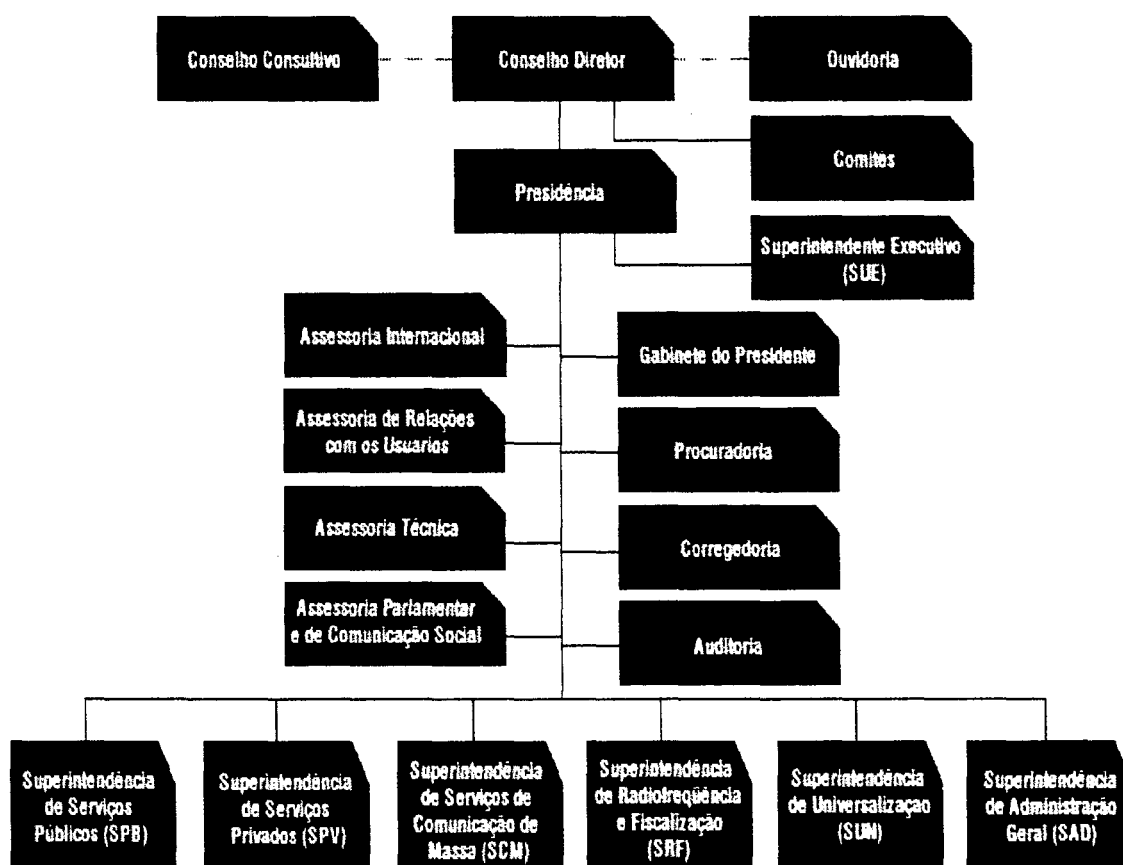 Conselho Consultivo
Conselho Diretor
Ouvidoria
Comitês
Presidência
Superintendente Executivo
(SUE)
Assessoria Internacional
Gabinete do Presidente
Assessoria de Relações
com os Usuarios
Procuradoria
Assessoria Técnica
Corregedoria
Assessoria Parlamentar
e de Comunicação Social
Auditoria
Superintendência
de Serviços
Públicos (SPB)
Superintendência
de Serviços
Privados (SPV)
Superintendência
de Serviços de
Comunicação de
Massa (SCM)
Superintendência
de Radiofreqüência
e Fiscalização
(SRF)
Superintendência
de Universalização
(SUN)
Superintendência
de Administração
Geral (SAD)